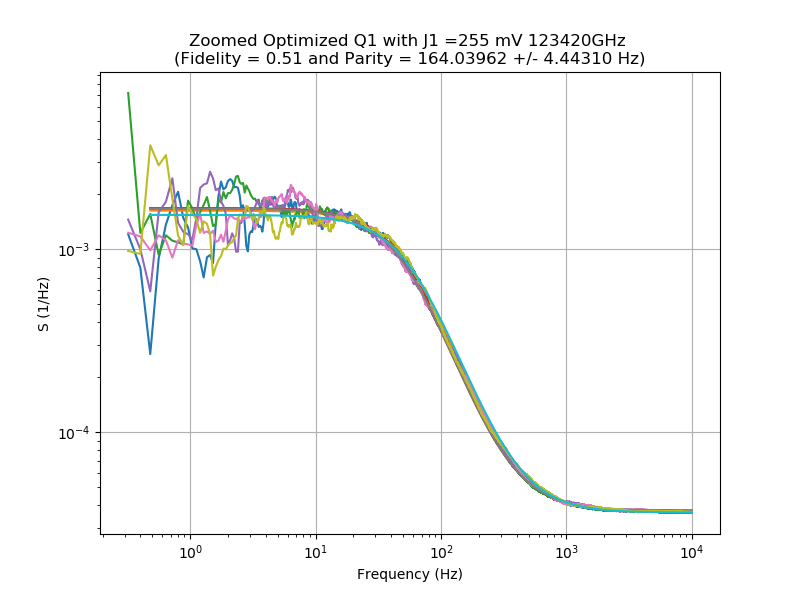 Zoomed Optimized Q1 with J1 =255 mV 123420GHz
(Fidelity = 0.51 and Parity = 164.03962 +/- 4.44310 Hz)
S (1/Hz)
10⁻³
10⁻⁴
10⁰ 10¹ 10² 10³ 10⁴
Frequency (Hz)